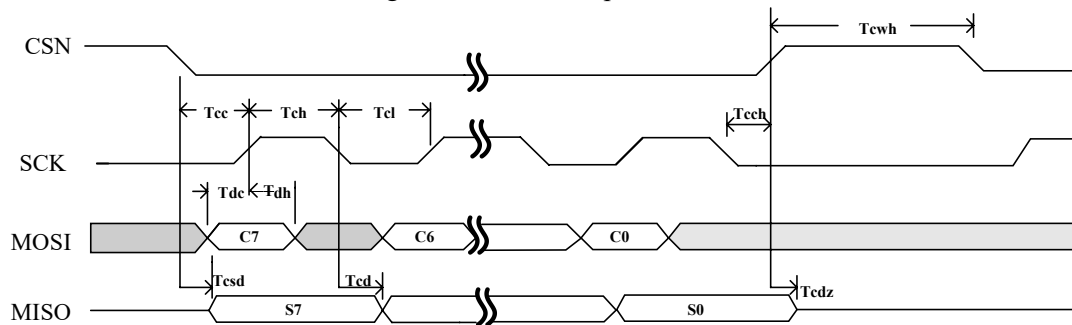 CSN
Tcwh
Tcc
Tch
Tcl
Tcch
SCK
Tdc
Tdh
MOSI
C7
C6
C0
Tcsd
Tcd
Tcdz
MISO
S7
S0